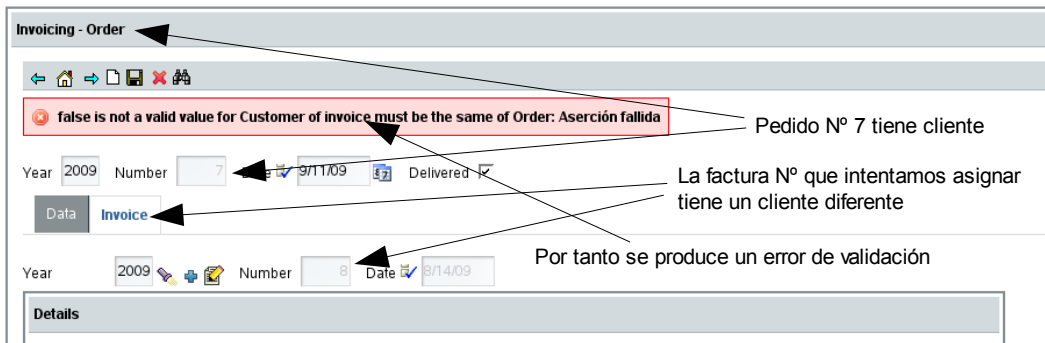 Invoicing - Order
false is not a valid value for Customer of invoice must be the same of Order: Aserción fallida
Pedido Nº 7 tiene cliente
Year 2009 Number 7 Date 9/11/09 Delivered
La factura Nº que intentamos asignar
tiene un cliente diferente
Data Invoice
Por tanto se produce un error de validación
Year 2009 Number 8 Date 8/14/09
Details